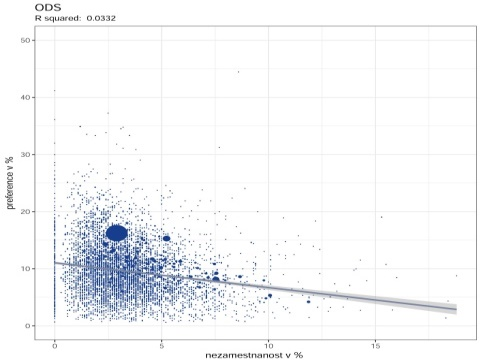 ODS
R squared: 0.0332
50
40
30
20
10
0
preference v %
0
5
10
15
nezamestnanost v %